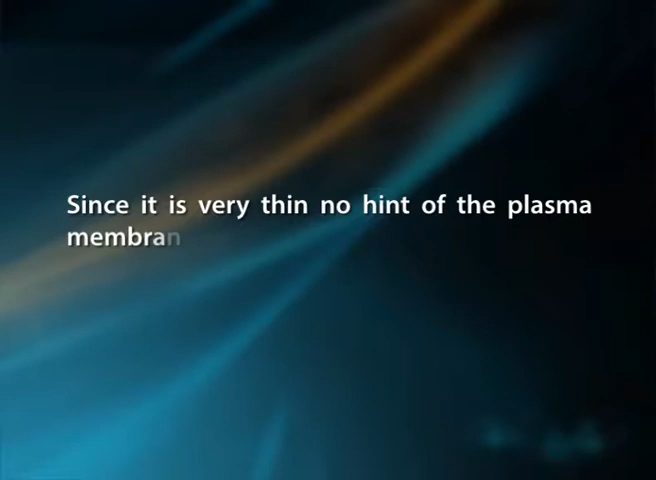 Since it is very thin no hint of the plasma
membran